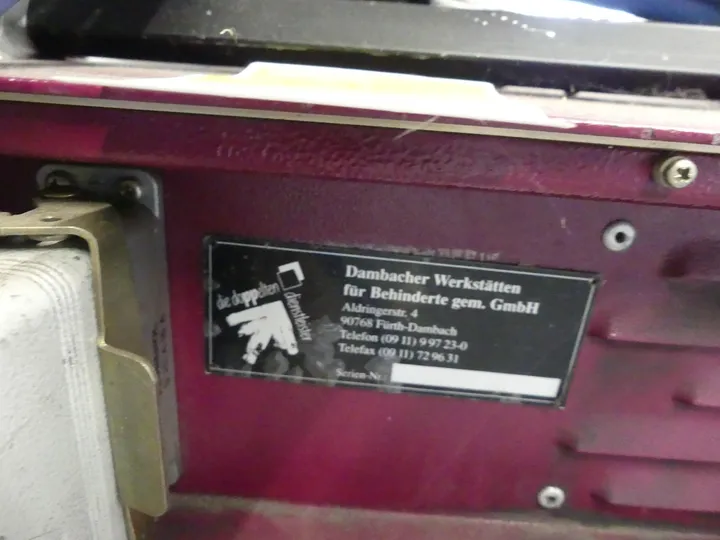 die doppelten
dienstleister
Dambacher Werkstätten
für Behinderte gem. GmbH
Aldringerstr. 4
90768 Fürth-Dambach
Telefon (09 11) 9 97 23-0
Telefax (09 11) 72 96 31
Serien-Nr.